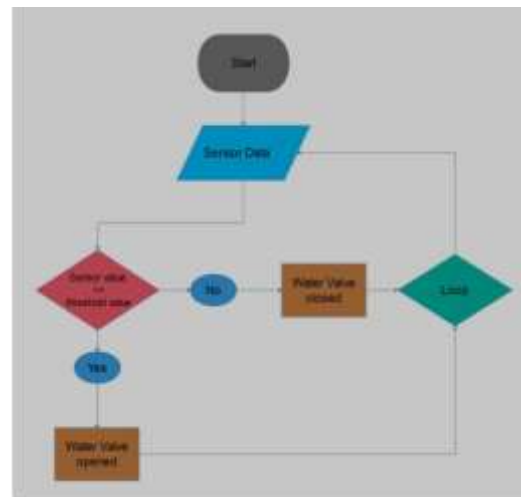 Start
Sensor Data
Sensor value
threshold value
No
Water Valve
closed
Loop
Yes
Water Valve
opened